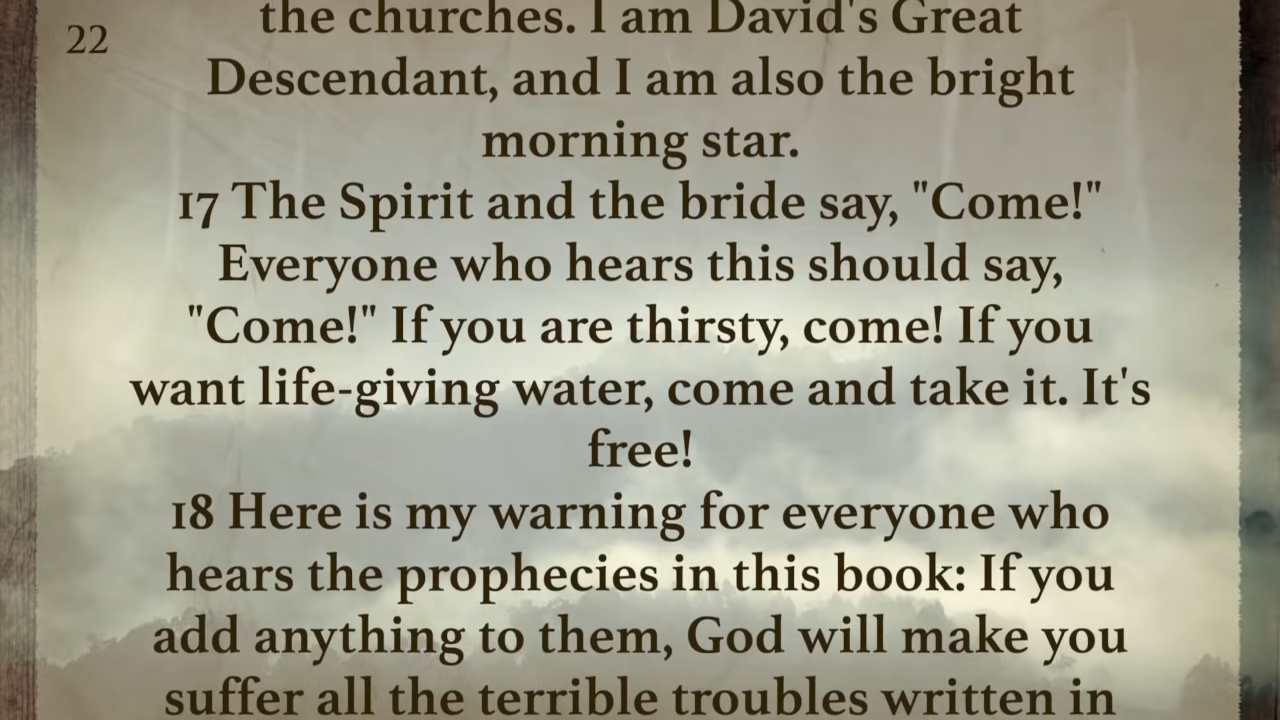 22
the churches. I am David's Great
Descendant, and I am also the bright
morning star.
17 The Spirit and the bride say, "Come!"
Everyone who hears this should say,
"Come!" If you are thirsty, come! If you
want life-giving water, come and take it. It's
free!
18 Here is my warning for everyone who
hears the prophecies in this book: If you
add anything to them, God will make you
suffer all the terrible troubles written in